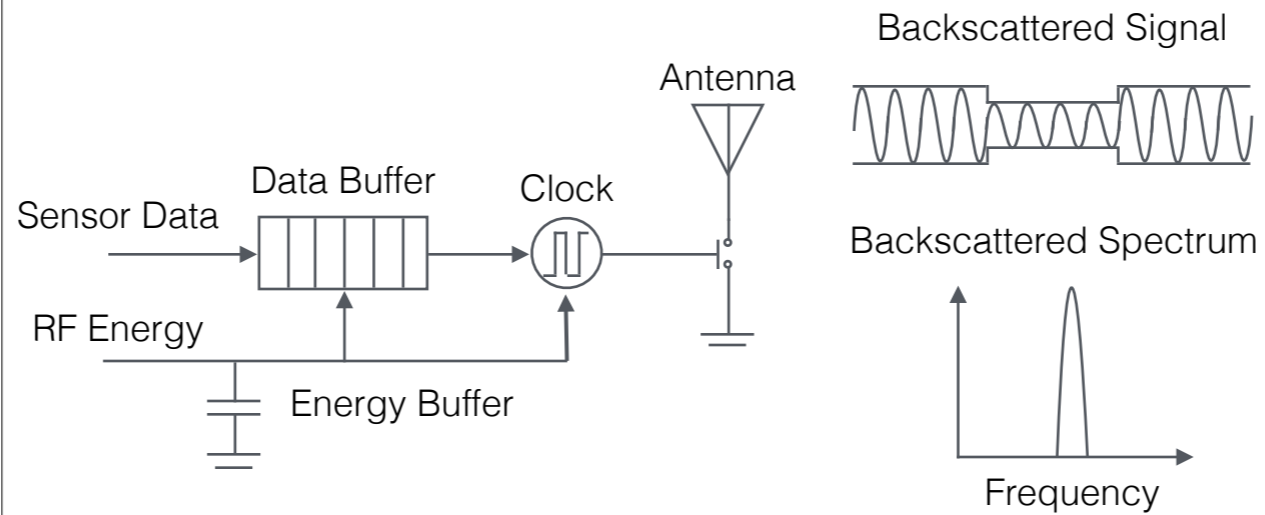 Backscattered Signal
Antenna
Data Buffer
Clock
Sensor Data
Backscattered Spectrum
RF Energy
Energy Buffer
Frequency